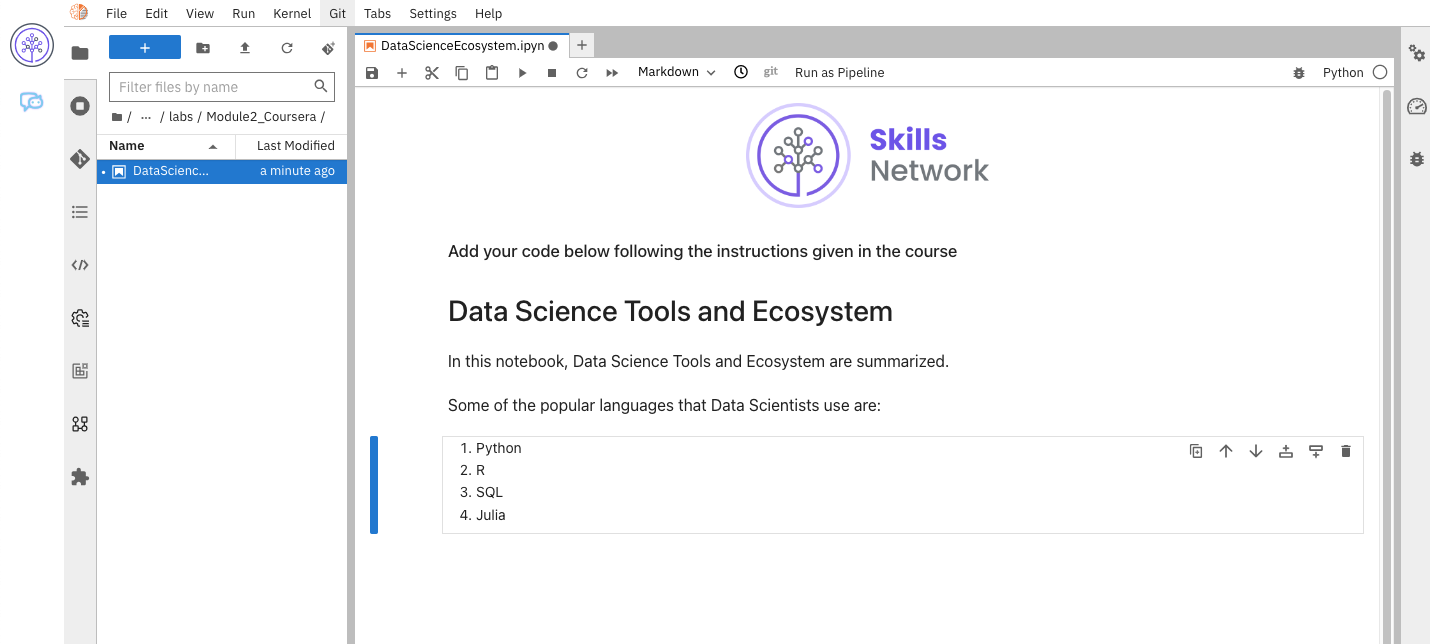 File Edit View Run Kernel Git Tabs Settings Help
+
Filter files by name
/ ... / labs / Module2_Coursera /
Name Last Modified
DataScienc... a minute ago
DataScienceEcosystem.ipyn
Markdown git Run as Pipeline Python
Skills
Network
Add your code below following the instructions given in the course
Data Science Tools and Ecosystem
In this notebook, Data Science Tools and Ecosystem are summarized.
Some of the popular languages that Data Scientists use are:
1. Python
2. R
3. SQL
4. Julia